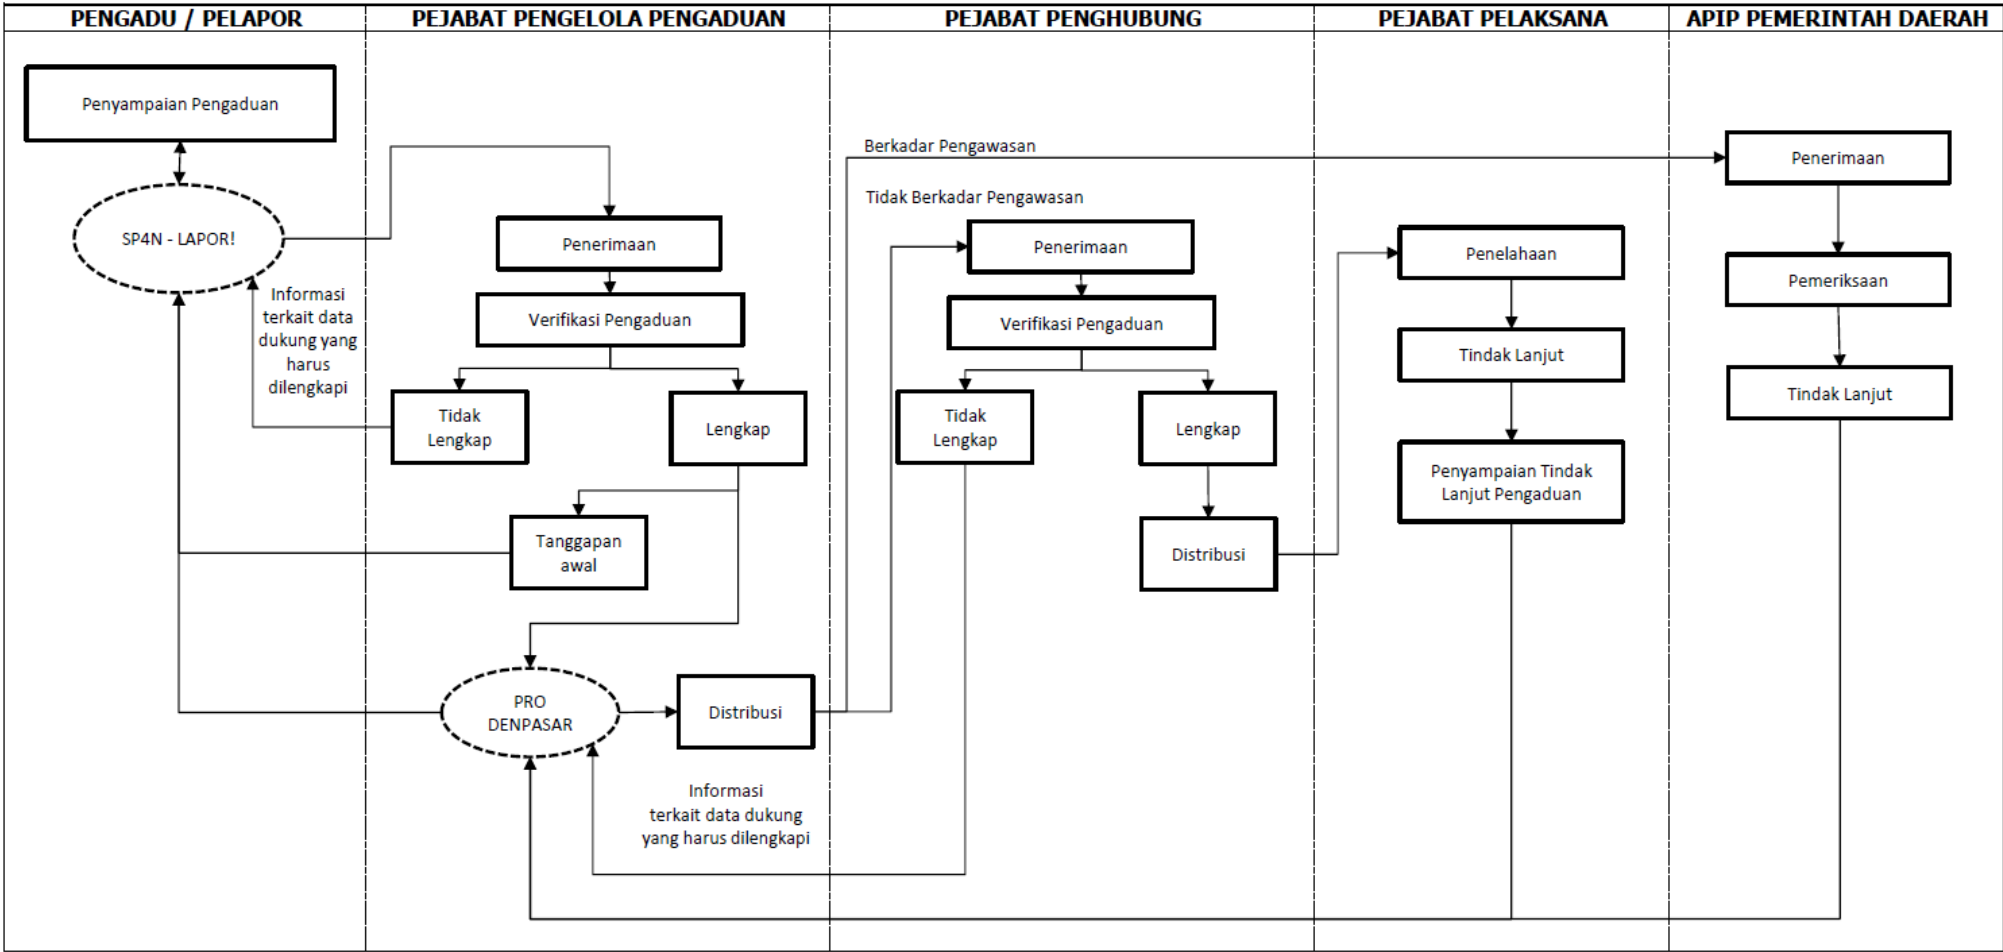 PENGADU / PELAPOR
PEJABAT PENGELOLA PENGADUAN
PEJABAT PENGHUBUNG
PEJABAT PELAKSANA
APIP PEMERINTAH DAERAH
Penyampaian Pengaduan
SP4N - LAPOR!
Informasi
terkait data
dukung yang
harus
dilengkapi
Penerimaan
Verifikasi Pengaduan
Tidak
Lengkap
Lengkap
Tanggapan
awal
PRO
DENPASAR
Distribusi
Informasi
terkait data dukung
yang harus dilengkapi
Berkadar Pengawasan
Tidak Berkadar Pengawasan
Penerimaan
Verifikasi Pengaduan
Tidak
Lengkap
Lengkap
Distribusi
Penelahaan
Tindak Lanjut
Penyampaian Tindak
Lanjut Pengaduan
Penerimaan
Pemeriksaan
Tindak Lanjut